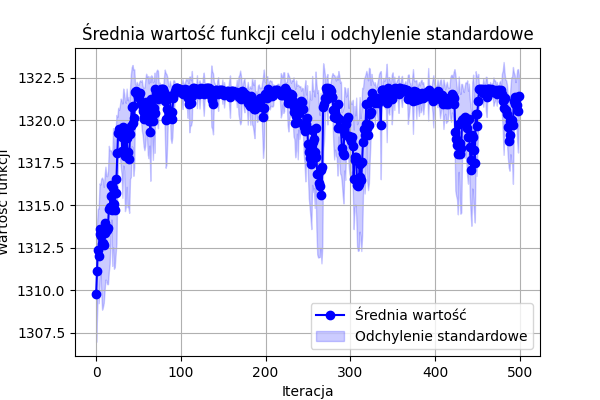 Średnia wartość funkcji celu i odchylenie standardowe
1322.5
1320.0
1317.5
1315.0
1312.5
1310.0
1307.5
Wartość funkcji
0
100
200
300
400
500
Iteracja
Średnia wartość
Odchylenie standardowe